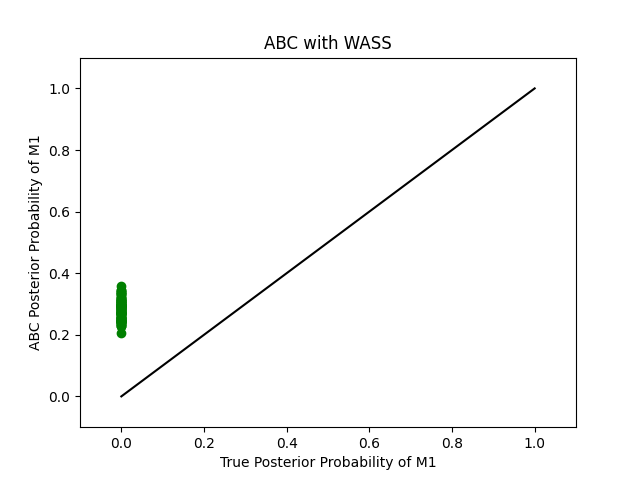 ABC with WASS
ABC Posterior Probability of M1
1.0
0.8
0.6
0.4
0.2
0.0
0.0 0.2 0.4 0.6 0.8 1.0
True Posterior Probability of M1